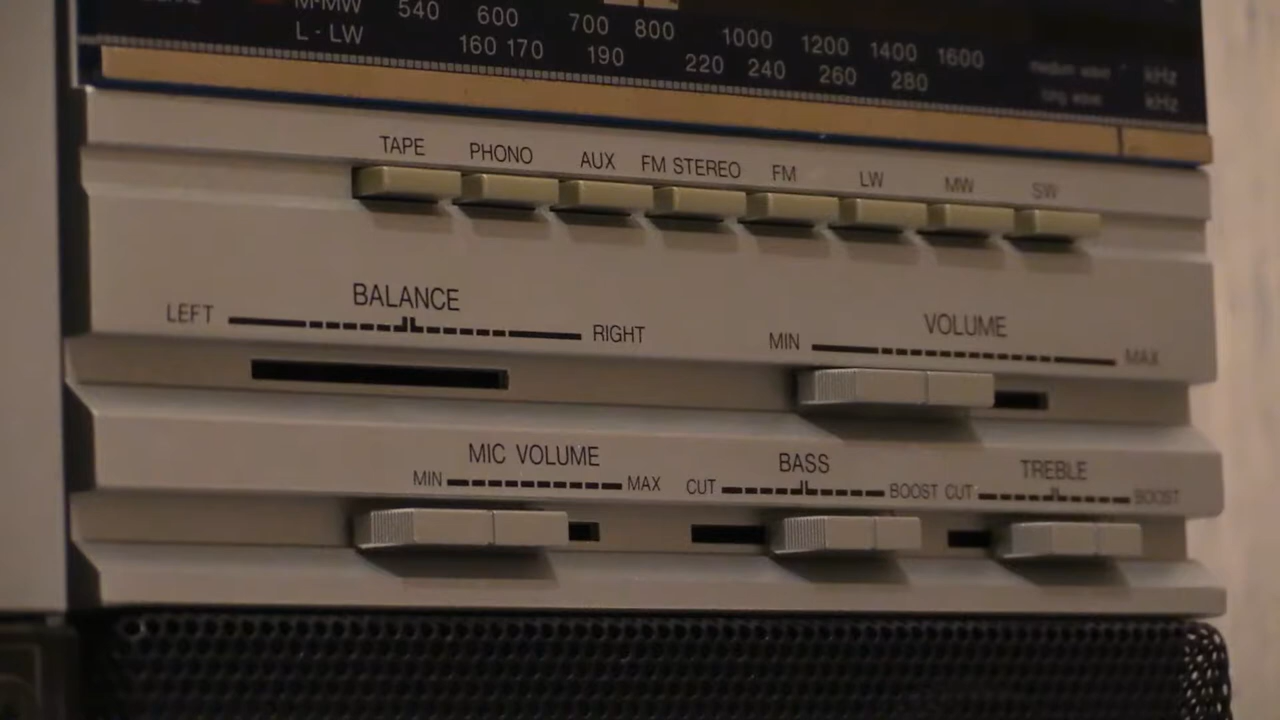 M-MW 540 600 700 800 1000 1200 1400 1600 medium wave kHz
L - LW 160 170 190 220 240 260 280 long wave kHz
TAPE PHONO AUX FM STEREO FM LW MW SW
BALANCE
LEFT RIGHT
VOLUME
MIN MAX
MIC VOLUME
MIN MAX
BASS
CUT BOOST
TREBLE
CUT BOOST